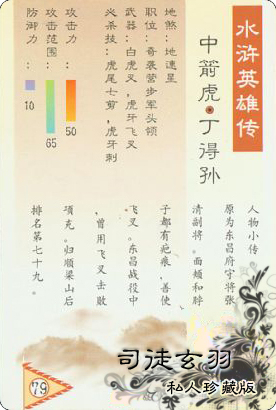 水浒英雄传
中箭虎·丁得孙
地煞：地速星
职位：奇袭营步军头领
武器：白虎叉，虎牙飞叉
必杀技：虎尾七剪，虎牙刺
攻击力：
50
攻击范围：
65
防御力：
10
人物小传：
原为东昌府守将张
清副将。面颊和脖
子都有疤痕，善使
飞叉。东昌战役中
，曾用飞叉击败
项充。归顺梁山后
排名第七十九。
79
司徒玄羽
私人珍藏版